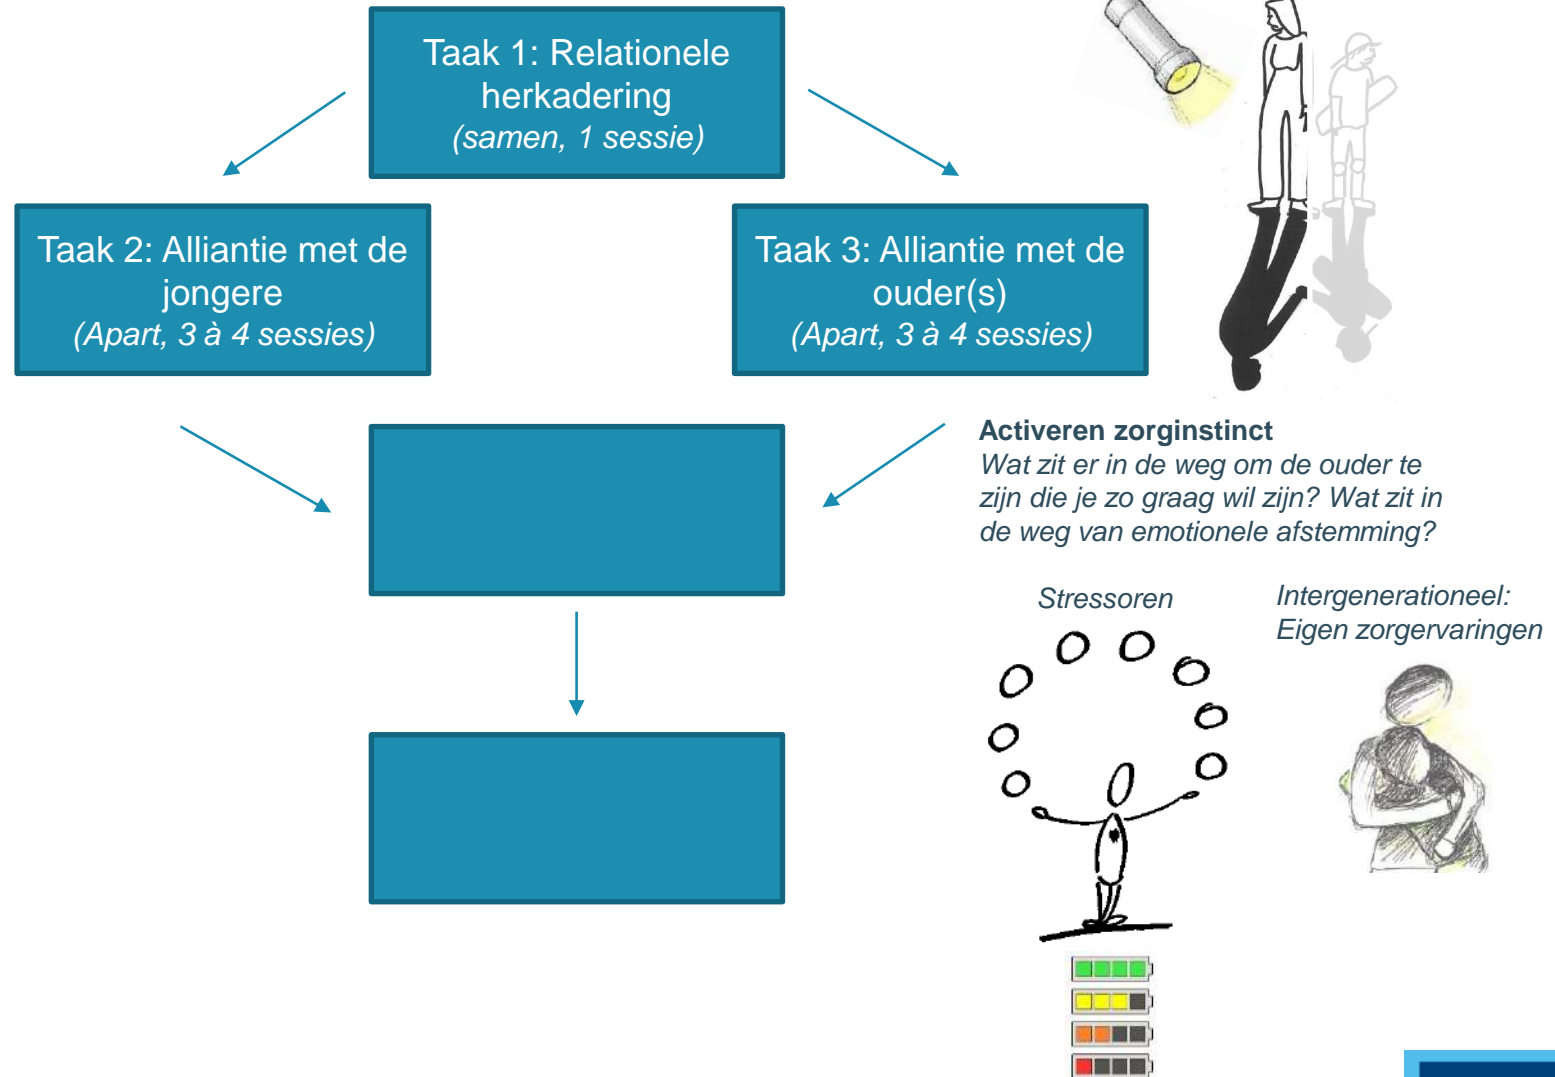 Taak 1: Relationele
herkadering
(samen, 1 sessie)
Taak 2: Alliantie met de
jongere
(Apart, 3 à 4 sessies)
Taak 3: Alliantie met de
ouder(s)
(Apart, 3 à 4 sessies)
Activeren zorginstinct
Wat zit er in de weg om de ouder te
zijn die je zo graag wil zijn? Wat zit in
de weg van emotionele afstemming?
Stressoren
Intergenerationeel:
Eigen zorgervaringen